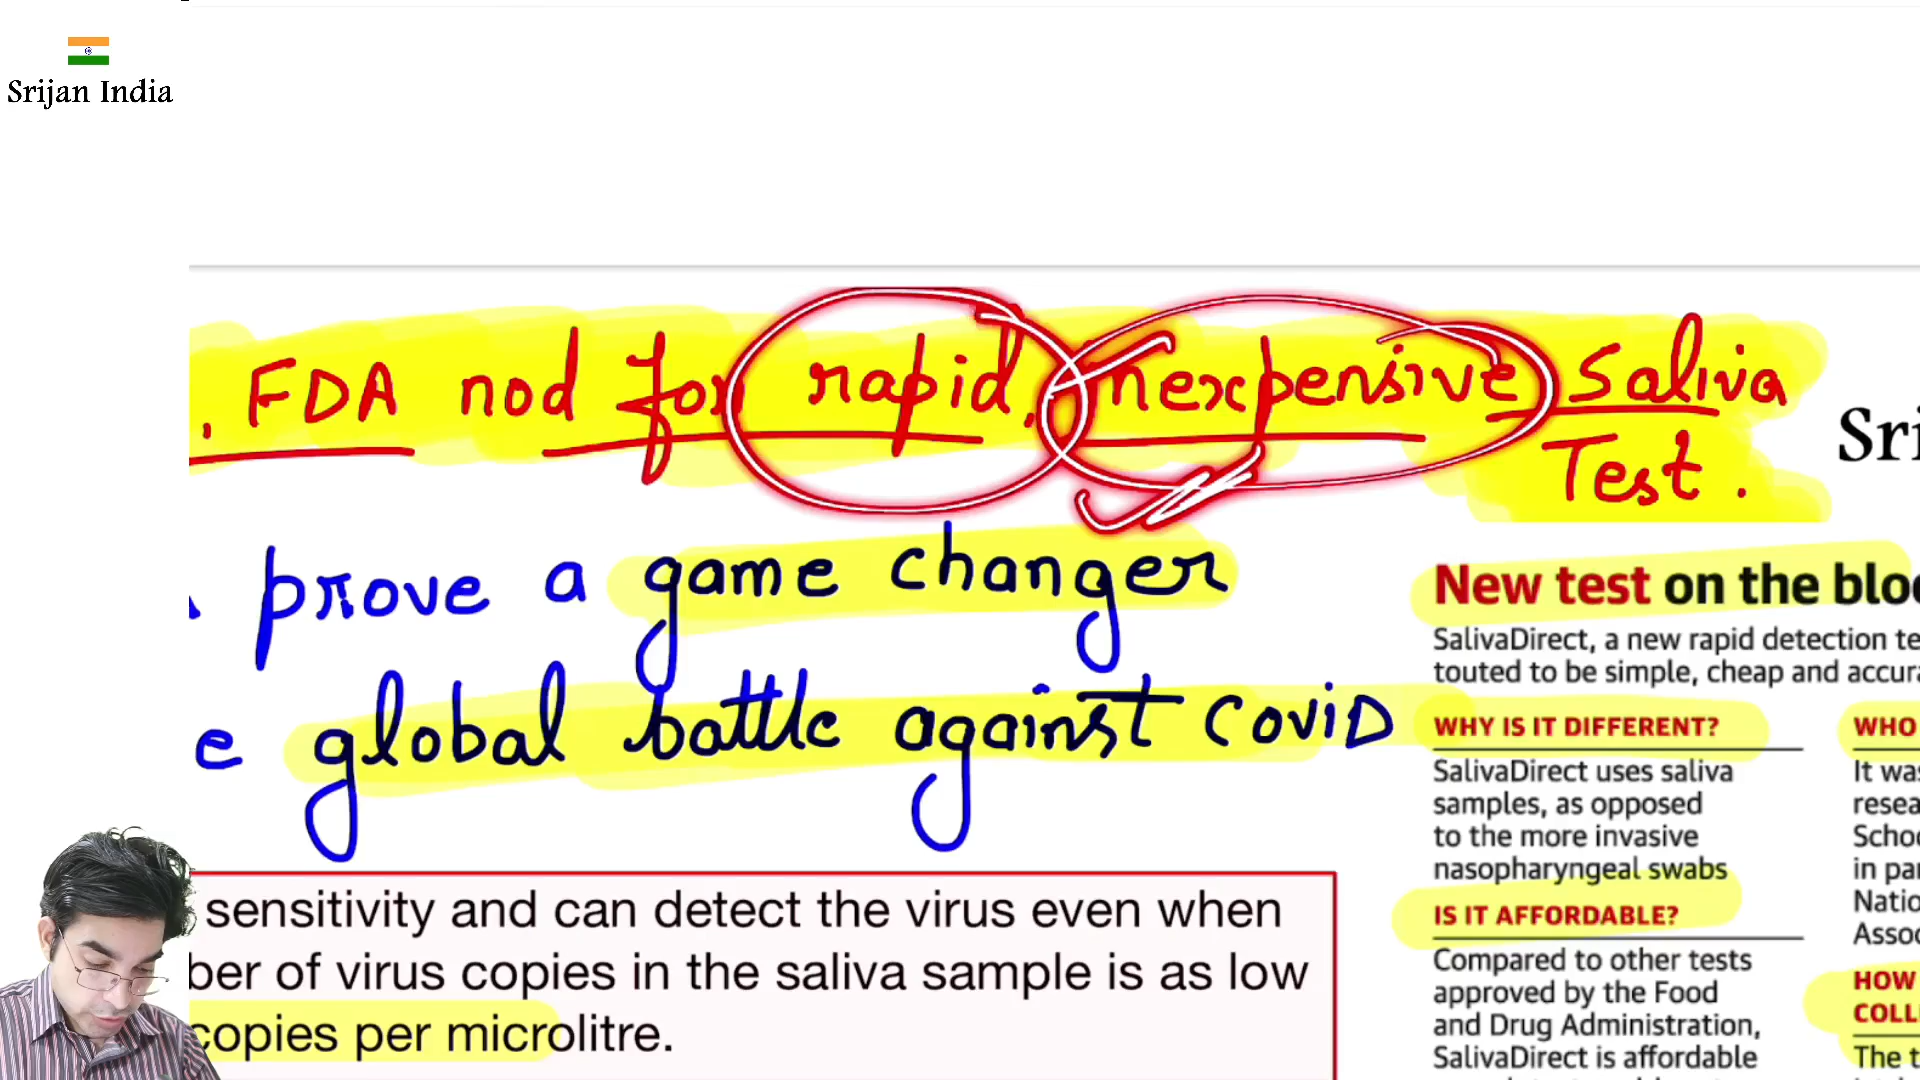 Srijan India
. FDA nod for rapid, inexpensive Saliva
Test.
prove a game changer
e global battle against COVID
sensitivity and can detect the virus even when
ber of virus copies in the saliva sample is as low
copies per microlitre.
Sri
New test on the bloc
SalivaDirect, a new rapid detection te
touted to be simple, cheap and accura
WHY IS IT DIFFERENT?
SalivaDirect uses saliva
samples, as opposed
to the more invasive
nasopharyngeal swabs
IS IT AFFORDABLE?
Compared to other tests
approved by the Food
and Drug Administration,
SalivaDirect is affordable
WHO
It was
resea
Schoo
in par
Natio
Assoc
HOW
COLL
The t